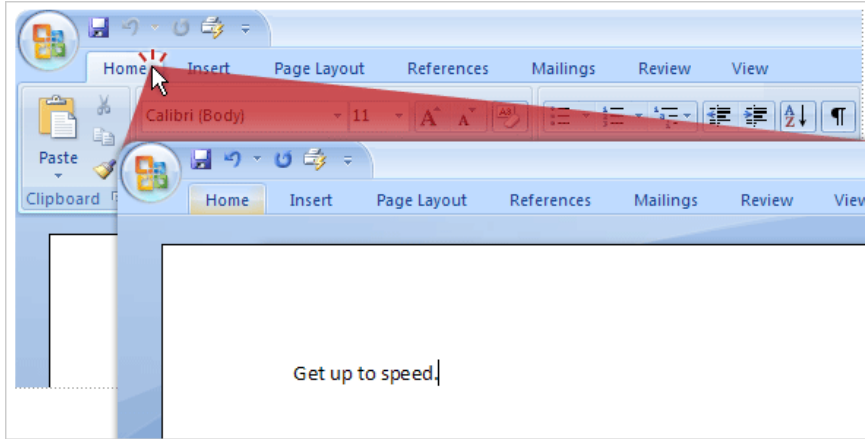 Home Insert Page Layout References Mailings Review View
Calibri (Body) 11 A A Aa A Z ¶
Paste
Clipboard
Home Insert Page Layout References Mailings Review View
Get up to speed.